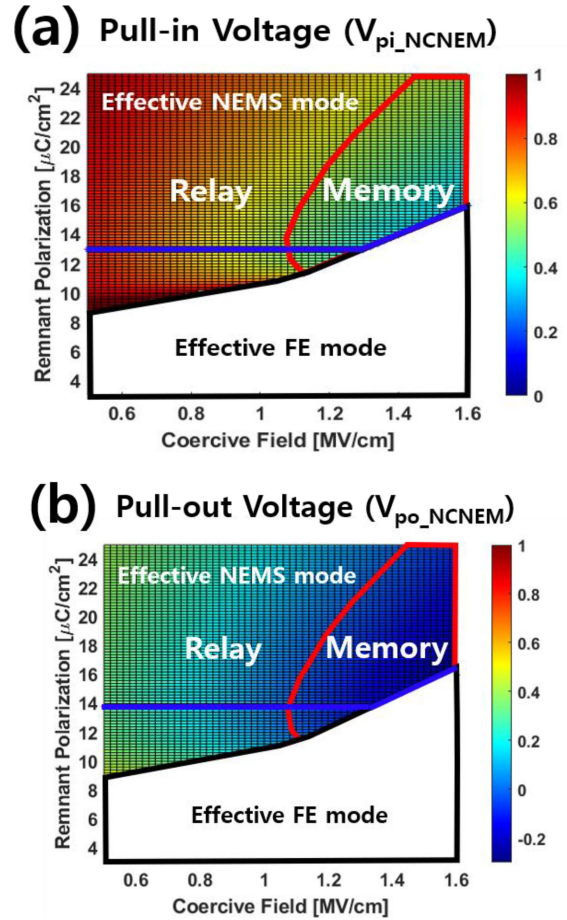 (a) Pull-in Voltage (Vpi_NCNEM)
Remnant Polarization [μC/cm²]
24
22
20
18
16
14
12
10
8
6
4
Effective NEMS mode
Relay
Memory
Effective FE mode
0.6 0.8 1 1.2 1.4 1.6
Coercive Field [MV/cm]
1
0.8
0.6
0.4
0.2
0
(b) Pull-out Voltage (Vpo_NCNEM)
Remnant Polarization [μC/cm²]
24
22
20
18
16
14
12
10
8
6
4
Effective NEMS mode
Relay
Memory
Effective FE mode
0.6 0.8 1 1.2 1.4 1.6
Coercive Field [MV/cm]
1
0.8
0.6
0.4
0.2
0
-0.2